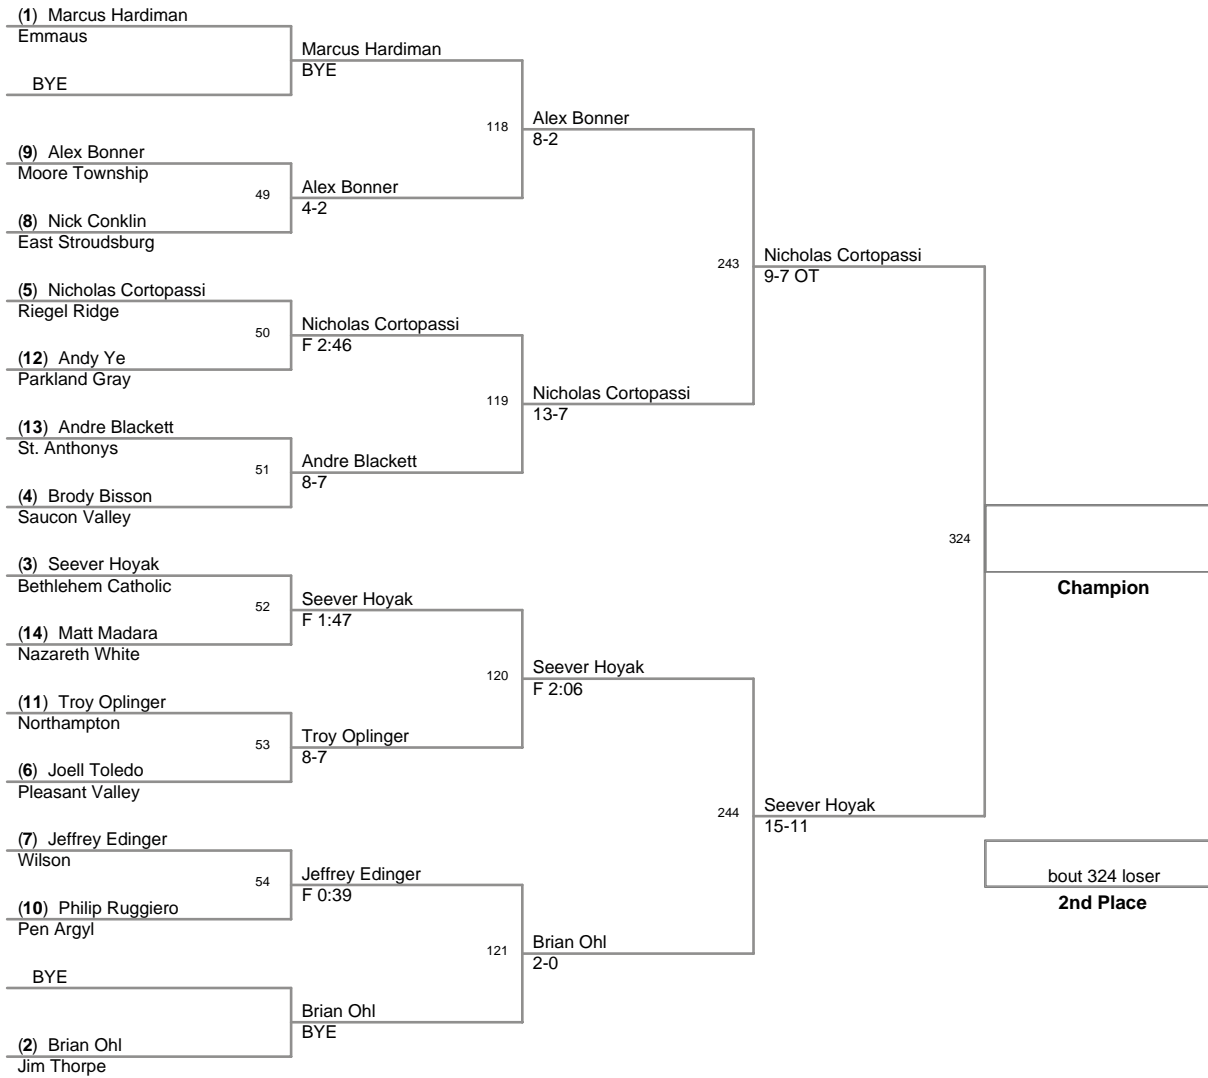 (1) Marcus Hardiman
Emmaus
Marcus Hardiman
BYE
BYE
118
Alex Bonner
8-2
(9) Alex Bonner
Moore Township
49
Alex Bonner
4-2
(8) Nick Conklin
East Stroudsburg
243
Nicholas Cortopassi
9-7 OT
(5) Nicholas Cortopassi
Riegel Ridge
50
Nicholas Cortopassi
F 2:46
(12) Andy Ye
Parkland Gray
119
Nicholas Cortopassi
13-7
(13) Andre Blackett
St. Anthonys
51
Andre Blackett
8-7
(4) Brody Bisson
Saucon Valley
324
Champion
(3) Seever Hoyak
Bethlehem Catholic
52
Seever Hoyak
F 1:47
(14) Matt Madara
Nazareth White
120
Seever Hoyak
F 2:06
(11) Troy Oplinger
Northampton
53
Troy Oplinger
8-7
(6) Joell Toledo
Pleasant Valley
244
Seever Hoyak
15-11
(7) Jeffrey Edinger
Wilson
54
Jeffrey Edinger
F 0:39
(10) Philip Ruggiero
Pen Argyl
bout 324 loser
2nd Place
121
Brian Ohl
2-0
BYE
Brian Ohl
BYE
(2) Brian Ohl
Jim Thorpe